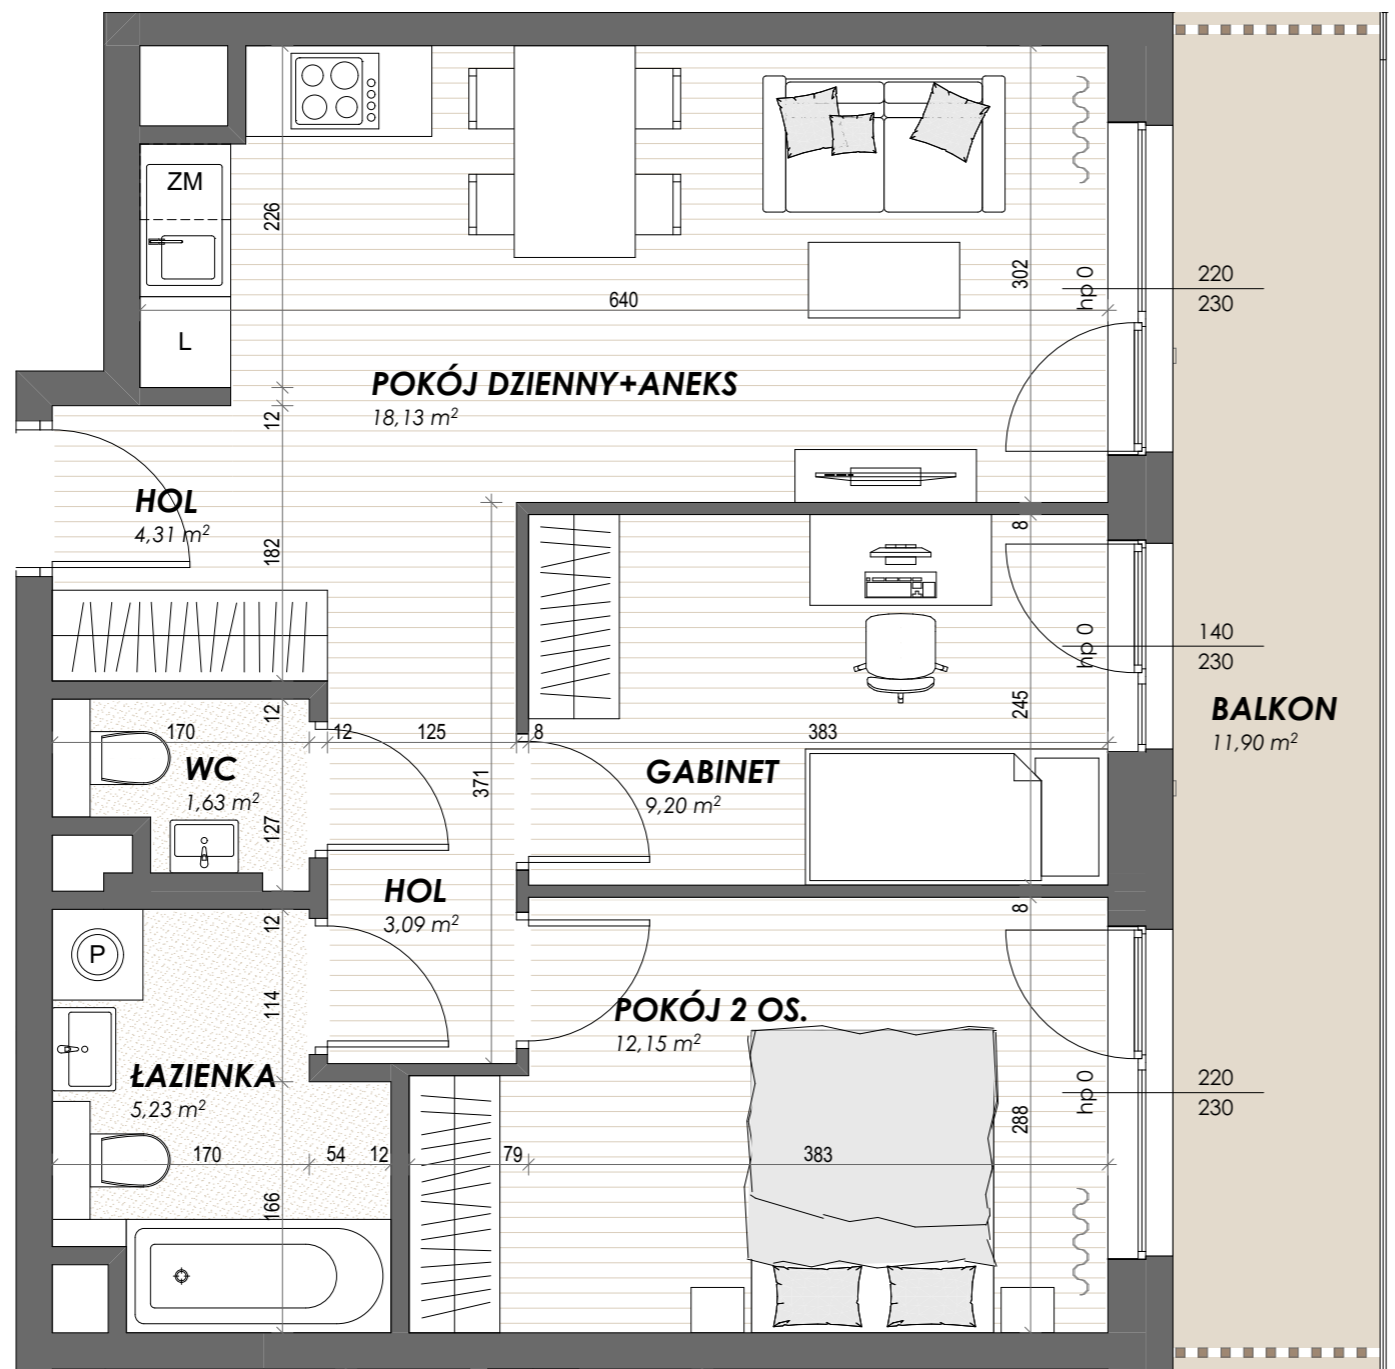 ZM
226
302
hp 0
220
230
640
L
POKÓJ DZIENNY+ANEKS
18,13 m²
12
HOL
4,31 m²
182
8
hp 0
140
230
245
BALKON
11,90 m²
12
170
12
125
8
383
WC
1,63 m²
371
GABINET
9,20 m²
127
HOL
3,09 m²
12
8
P
114
POKÓJ 2 OS.
12,15 m²
ŁAZIENKA
5,23 m²
hp 0
220
230
288
170
54
12
79
383
166